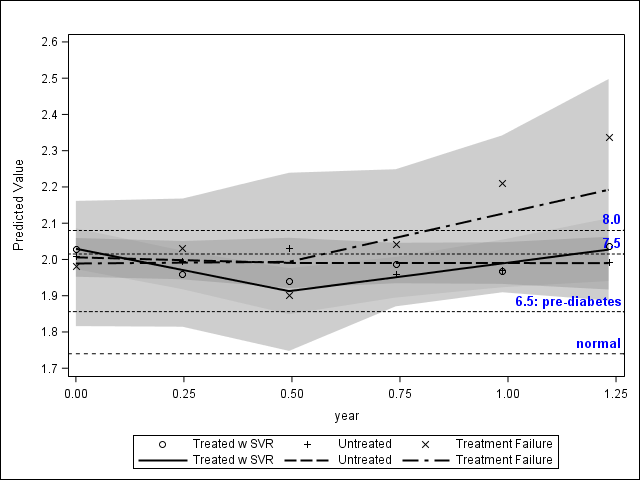 2.6
2.5
2.4
2.3
2.2
2.1
2.0
1.9
1.8
1.7
Predicted Value
8.0
7.5
6.5: pre-diabetes
normal
0.00 0.25 0.50 0.75 1.00 1.25
year
Treated w SVR Untreated Treatment Failure
Treated w SVR Untreated Treatment Failure